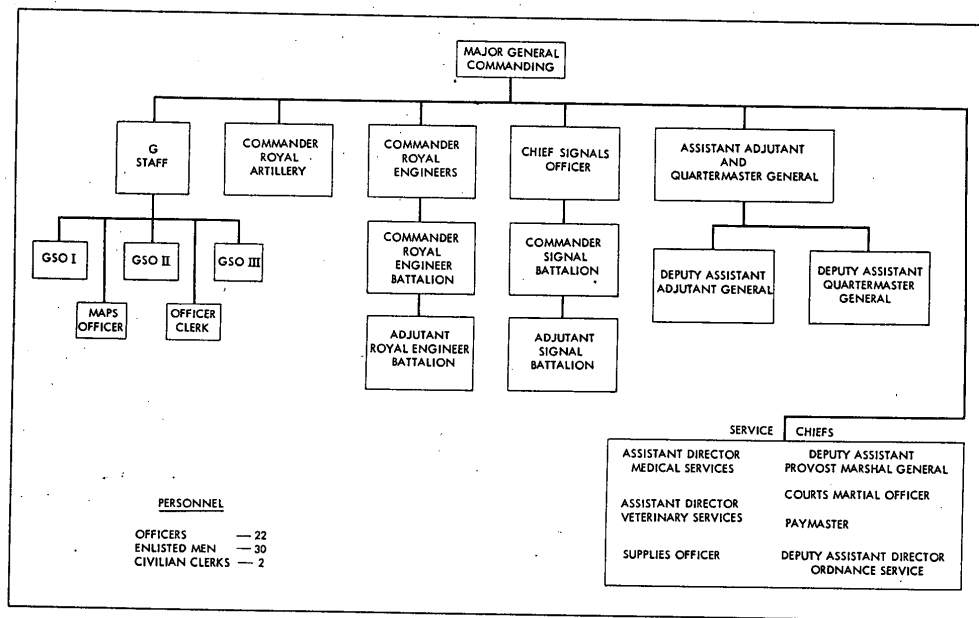 MAJOR GENERAL
COMMANDING
G
STAFF
COMMANDER
ROYAL
ARTILLERY
COMMANDER
ROYAL
ENGINEERS
CHIEF SIGNALS
OFFICER
ASSISTANT ADJUTANT
AND
QUARTERMASTER GENERAL
GSO I
GSO II
GSO III
MAPS
OFFICER
OFFICER
CLERK
COMMANDER
ROYAL
ENGINEER
BATTALION
COMMANDER
SIGNAL
BATTALION
DEPUTY ASSISTANT
ADJUTANT GENERAL
DEPUTY ASSISTANT
QUARTERMASTER
GENERAL
ADJUTANT
ROYAL ENGINEER
BATTALION
ADJUTANT
SIGNAL
BATTALION
SERVICE CHIEFS
ASSISTANT DIRECTOR
MEDICAL SERVICES
ASSISTANT DIRECTOR
VETERINARY SERVICES
SUPPLIES OFFICER
DEPUTY ASSISTANT
PROVOST MARSHAL GENERAL
COURTS MARTIAL OFFICER
PAYMASTER
DEPUTY ASSISTANT DIRECTOR
ORDNANCE SERVICE
PERSONNEL
OFFICERS — 22
ENLISTED MEN — 30
CIVILIAN CLERKS — 2